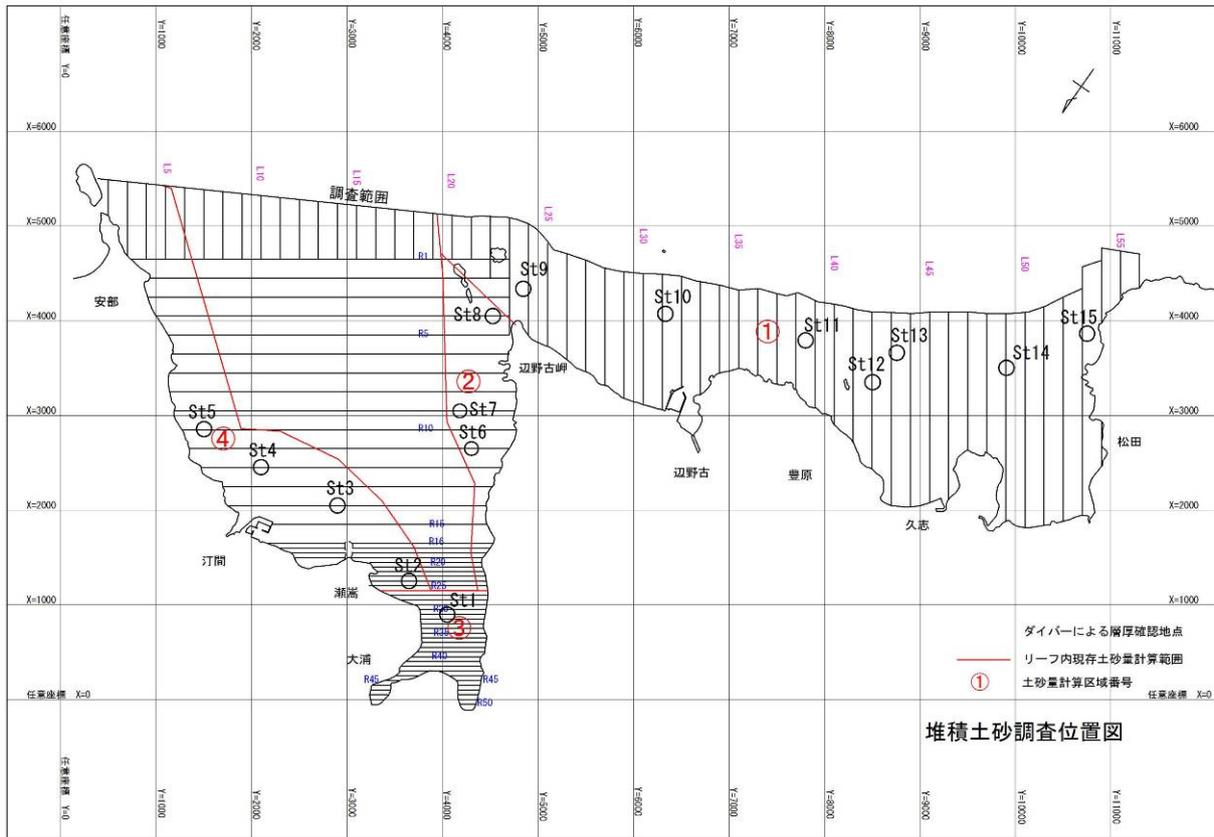 任意座標 Y=0
Y=1000
Y=2000
Y=3000
Y=4000
Y=5000
Y=6000
Y=7000
Y=8000
Y=9000
Y=10000
Y=11000
X=6000
X=6000
L5
L10
L15
調査範囲
L20
L25
L30
L35
L40
L45
L50
L55
X=5000
X=5000
R1
安部
St9
St8
St10
①
St11
St13
St12
St14
St15
X=4000
X=4000
R5
辺野古岬
②
St7
St6
St5
④
St4
R10
X=3000
X=3000
辺野古
豊原
松田
久志
St3
X=2000
X=2000
R15
R16
汀間
R20
St2
R25
瀬嵩
X=1000
X=1000
St1
R30
③
R35
R40
大浦
R45
R45
R50
ダイバーによる層厚確認地点
リーフ内現存土砂量計算範囲
① 土砂量計算区域番号
任意座標 X=0
任意座標 X=0
堆積土砂調査位置図
任意座標 Y=0
Y=1000
Y=2000
Y=3000
Y=4000
Y=5000
Y=6000
Y=7000
Y=8000
Y=9000
Y=10000
Y=11000